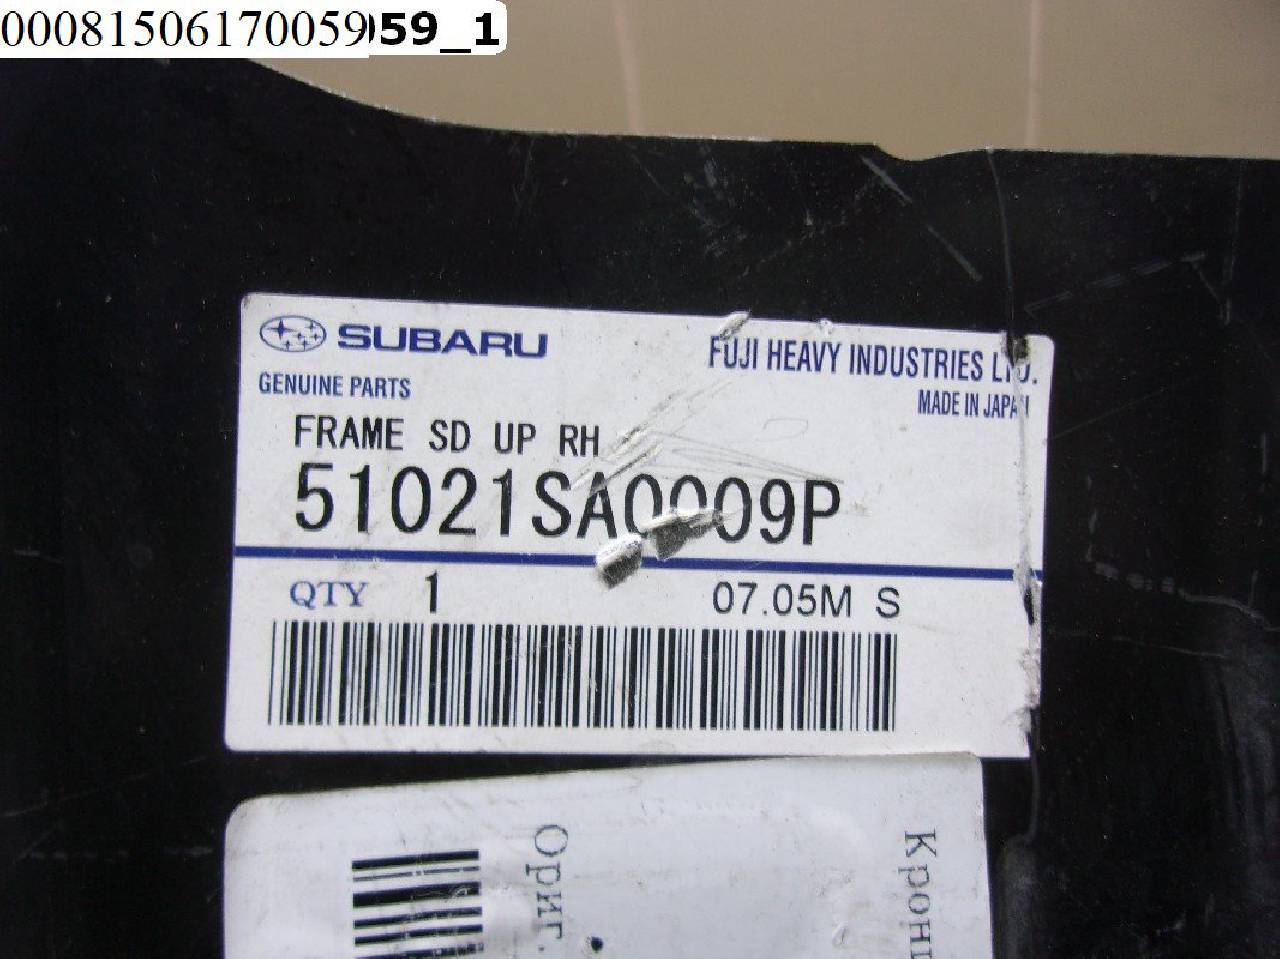 00081506170059
59_1
SUBARU
FUJI HEAVY INDUSTRIES LTD.
GENUINE PARTS
MADE IN JAPAN
FRAME SD UP RH
51021SA0009P
QTY 1 07.05M S
Ориг.